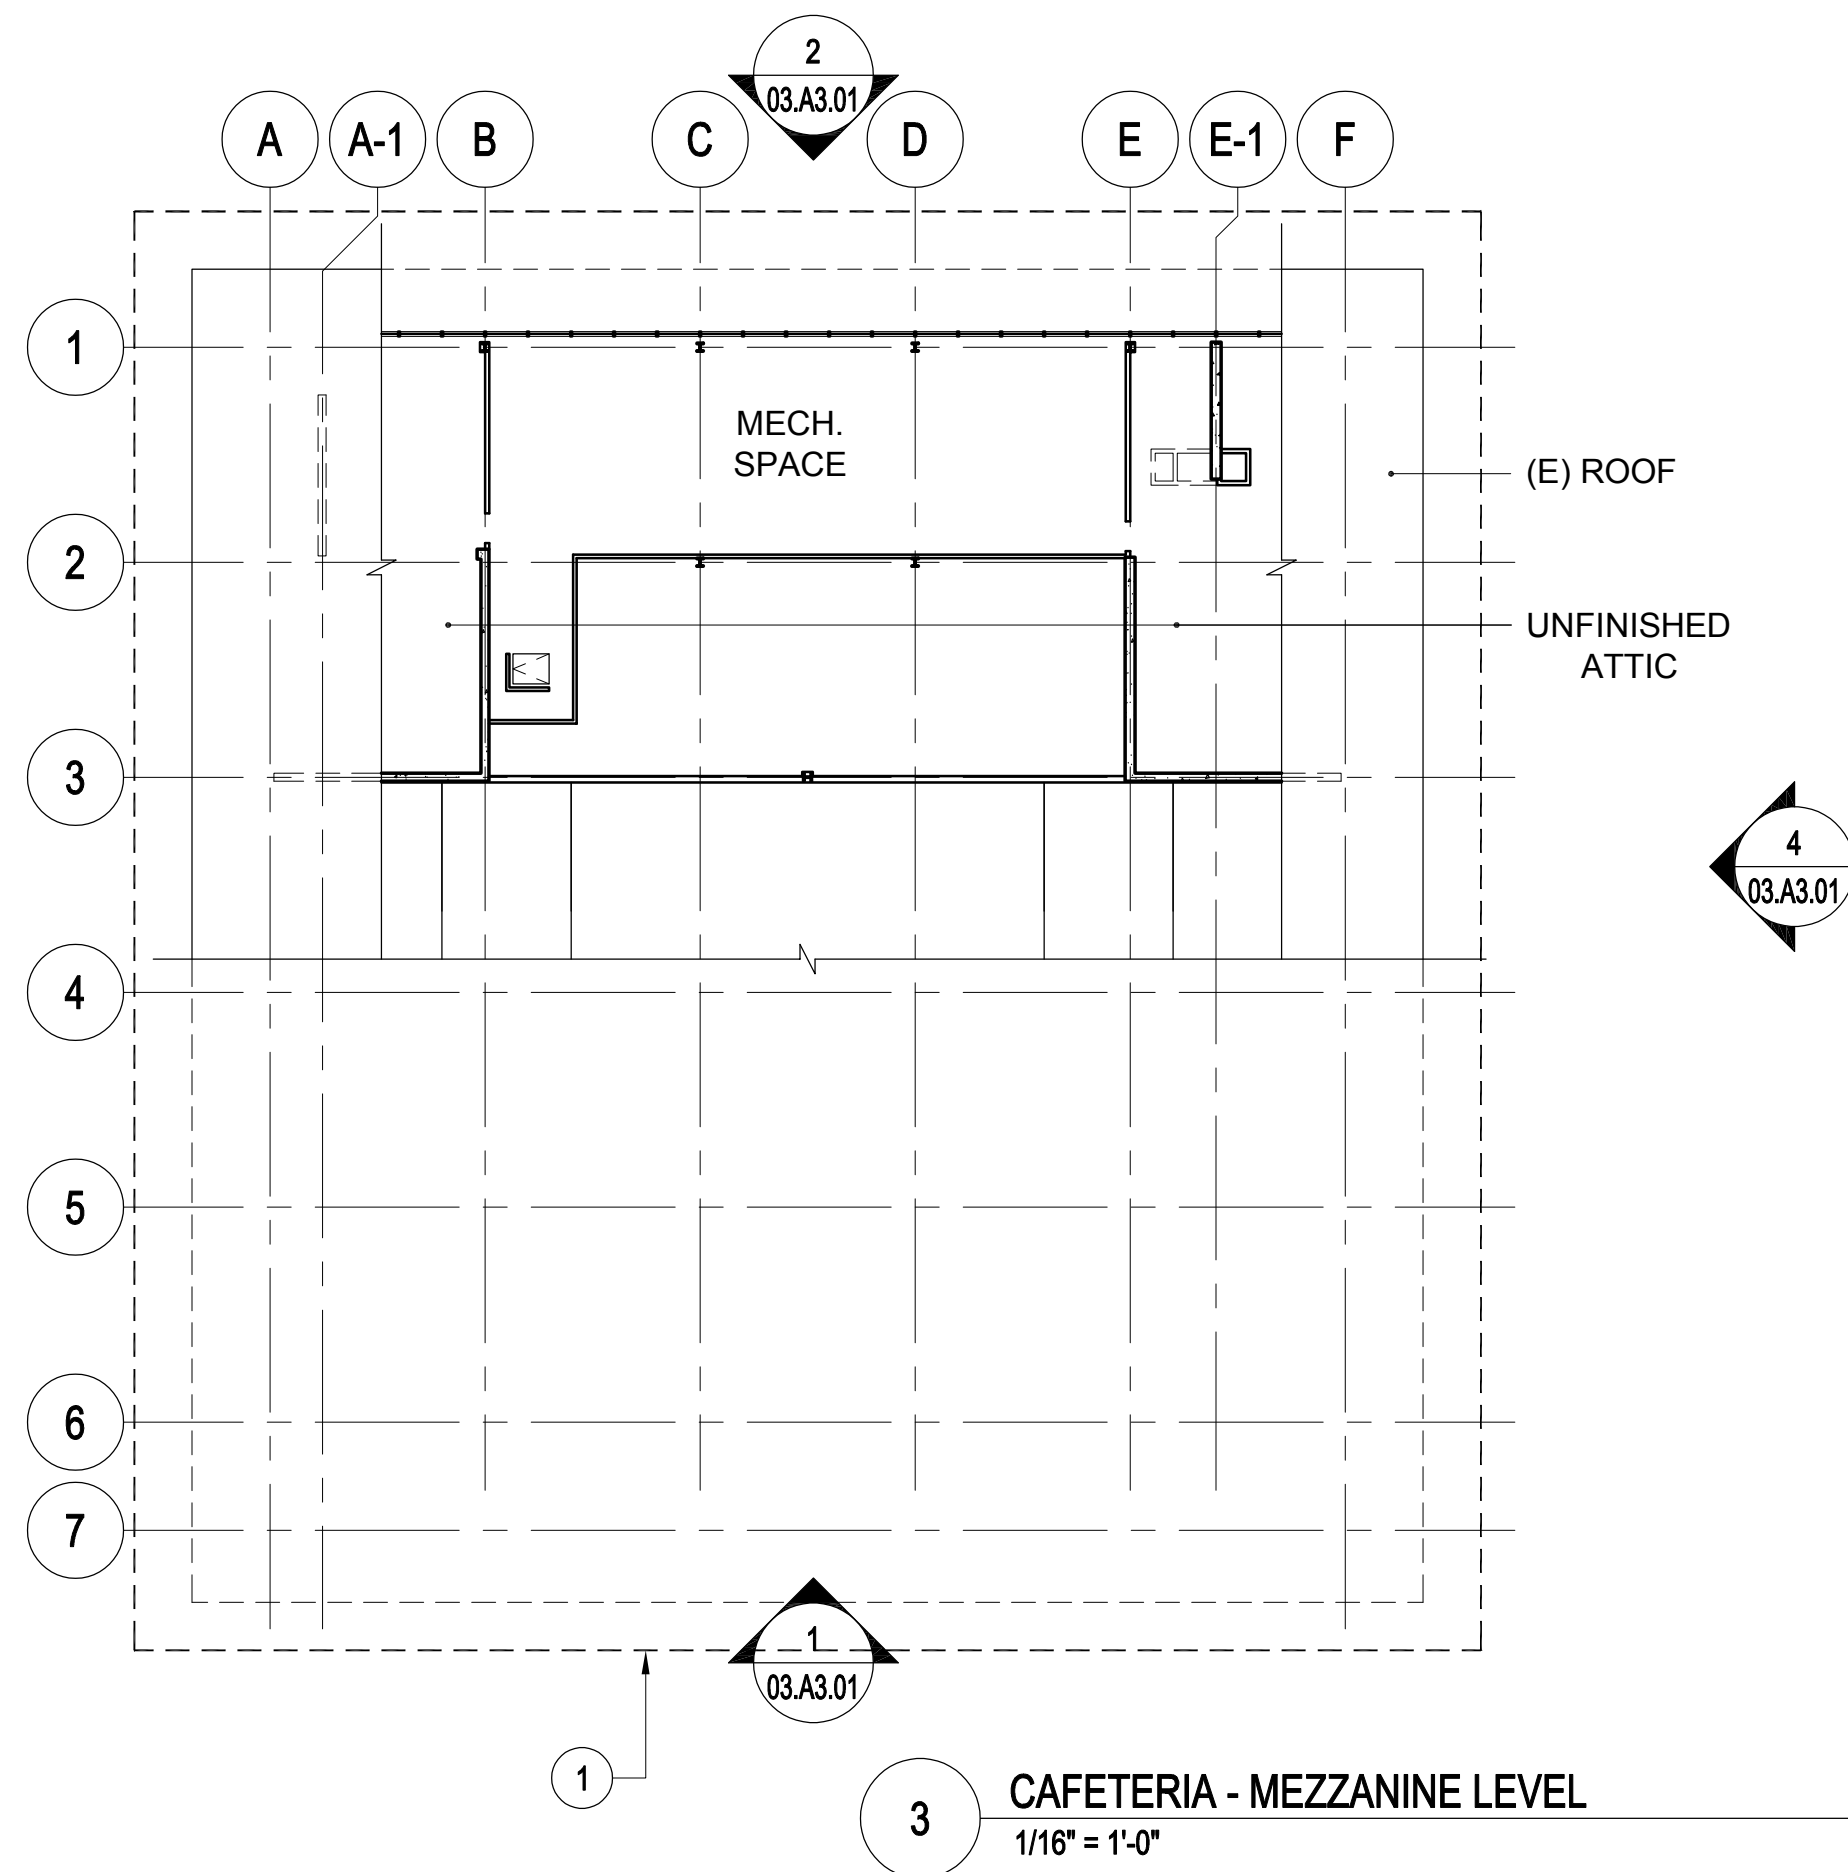 2
03.A3.01
A
A-1
B
C
D
E
E-1
F
1
MECH.
SPACE
(E) ROOF
2
UNFINISHED
ATTIC
3
4
03.A3.01
4
5
6
7
1
03.A3.01
1
3
CAFETERIA - MEZZANINE LEVEL
1/16" = 1'-0"